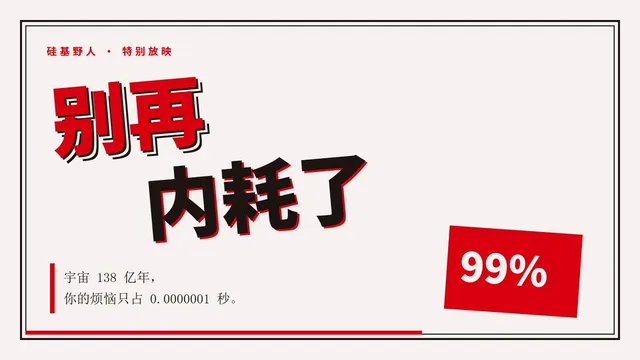 硅基野人 · 特别放映
别再
内耗了
宇宙 138 亿年，
你的烦恼只占 0.0000001 秒。
99%